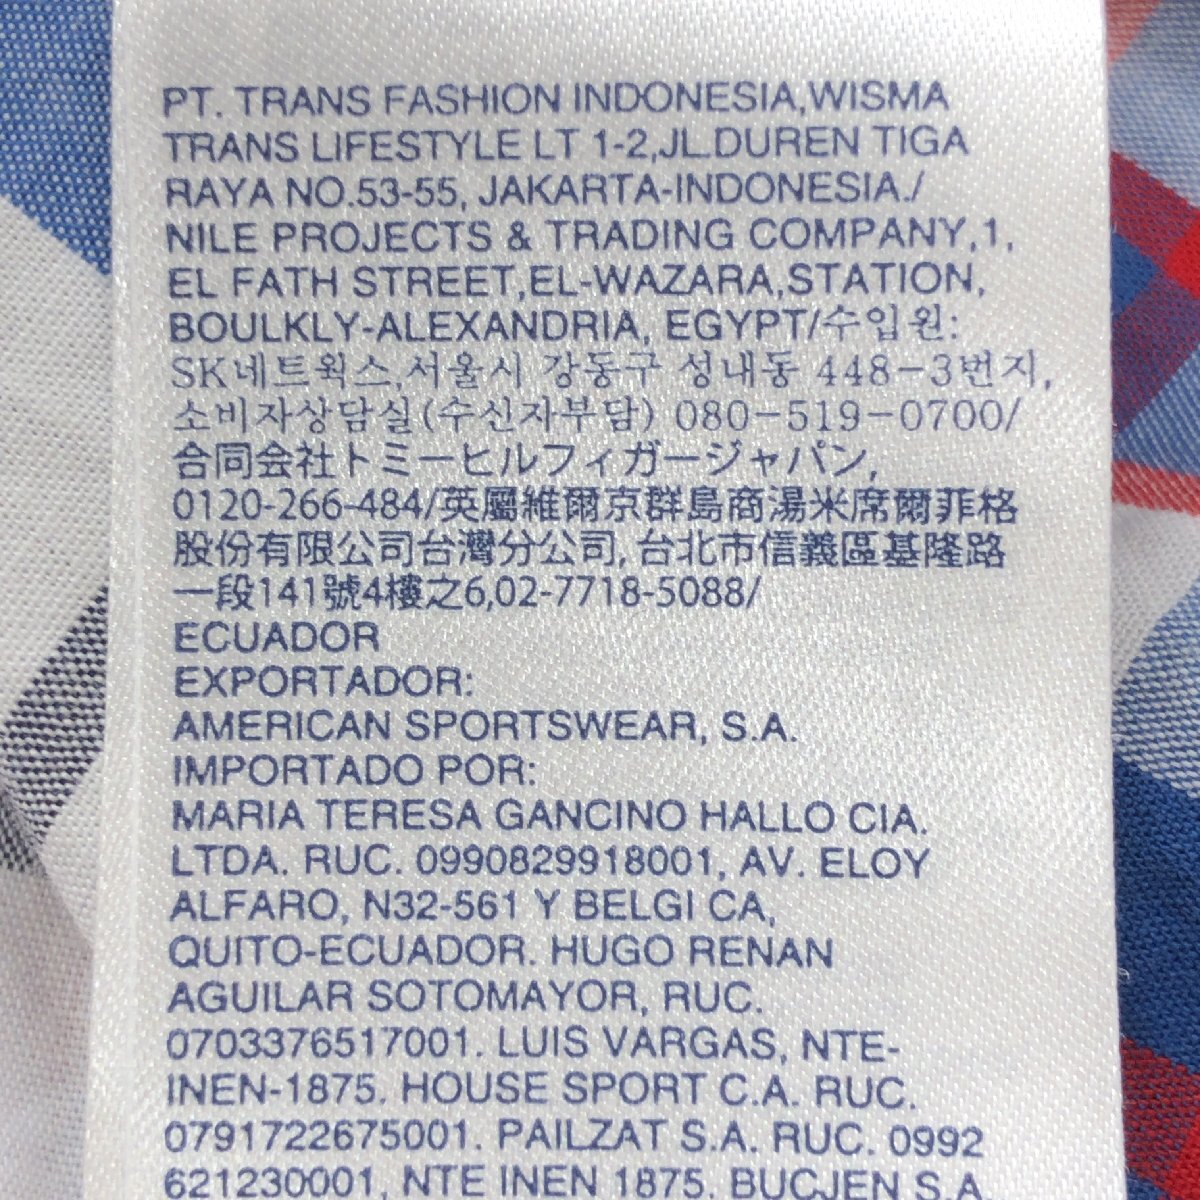 PT. TRANS FASHION INDONESIA,WISMA
TRANS LIFESTYLE LT 1-2,JL.DUREN TIGA
RAYA NO.53-55, JAKARTA-INDONESIA./
NILE PROJECTS & TRADING COMPANY,1,
EL FATH STREET,EL-WAZARA,STATION,
BOULKLY-ALEXANDRIA, EGYPT/수입원:
SK네트웍스,서울시 강동구 성내동 448-3번지,
소비자상담실(수신자부담) 080-519-0700/
合同会社トミーヒルフィガージャパン,
0120-266-484/英屬維爾京群島商湯米席爾菲格
股份有限公司台灣分公司, 台北市信義區基隆路
一段141號4樓之6,02-7718-5088/
ECUADOR
EXPORTADOR:
AMERICAN SPORTSWEAR, S.A.
IMPORTADO POR:
MARIA TERESA GANCINO HALLO CIA.
LTDA. RUC. 0990829918001, AV. ELOY
ALFARO, N32-561 Y BELGI CA,
QUITO-ECUADOR. HUGO RENAN
AGUILAR SOTOMAYOR, RUC.
0703376517001. LUIS VARGAS, NTE-
INEN-1875. HOUSE SPORT C.A. RUC.
0791722675001. PAILZAT S.A. RUC. 0992
621230001, NTE INEN 1875. BUCJEN S.A